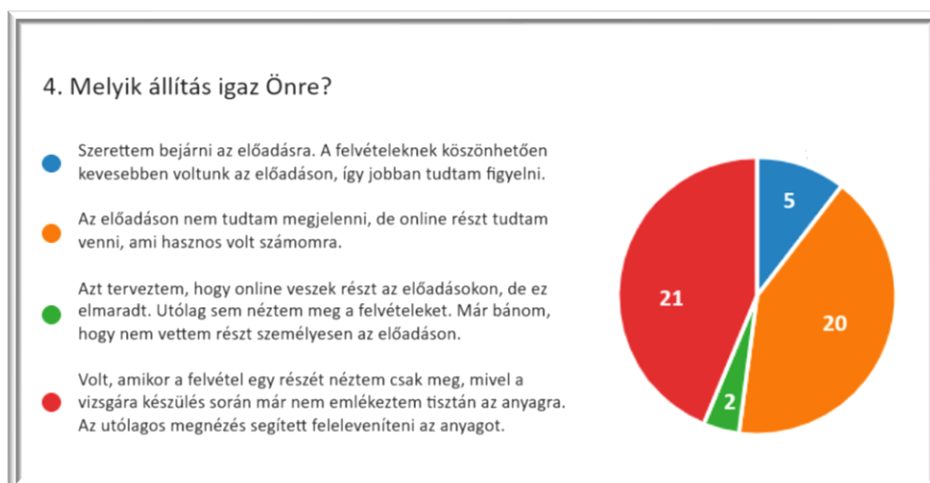 4. Melyik állítás igaz Önre?
Szerettem bejárni az előadásra. A felvételeknek köszönhetően
kevesebben voltunk az előadáson, így jobban tudtam figyelni.
Az előadáson nem tudtam megjelenni, de online részt tudtam
venni, ami hasznos volt számomra.
Azt terveztem, hogy online veszek részt az előadásokon, de ez
elmaradt. Utólag sem néztem meg a felvételeket. Már bánom,
hogy nem vettem részt személyesen az előadáson.
Volt, amikor a felvétel egy részét néztem csak meg, mivel a
vizsgára készülés során már nem emlékeztem tisztán az anyagra.
Az utólagos megnézés segített feleleveníteni az anyagot.
5
20
2
21